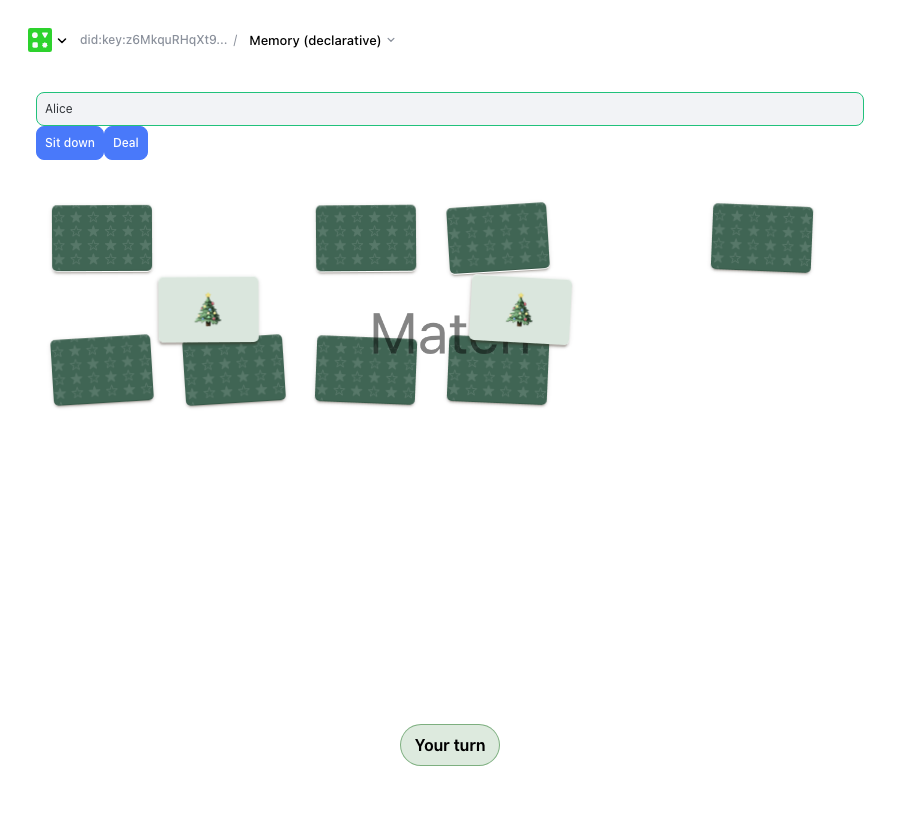 did:key:z6MkquRHqXt9... / Memory (declarative)
Alice
Sit down Deal
Match
Your turn